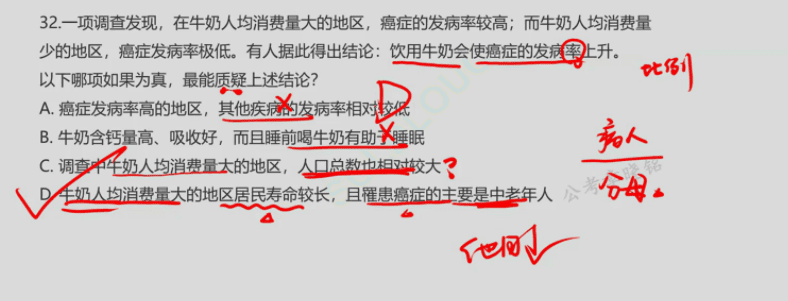 32.一项调查发现，在牛奶人均消费量大的地区，癌症的发病率较高；而牛奶人均消费量
少的地区，癌症发病率极低。有人据此得出结论：饮用牛奶会使癌症的发病率上升。
以下哪项如果为真，最能质疑上述结论？
比例
D
A. 癌症发病率高的地区，其他疾病的发病率相对较低
B. 牛奶含钙量高、吸收好，而且睡前喝牛奶有助于睡眠
病人
C. 调查中牛奶人均消费量大的地区，人口总数也相对较大？
D.牛奶人均消费量大的地区居民寿命较长，且罹患癌症的主要是中老年人
分母
公考
他因